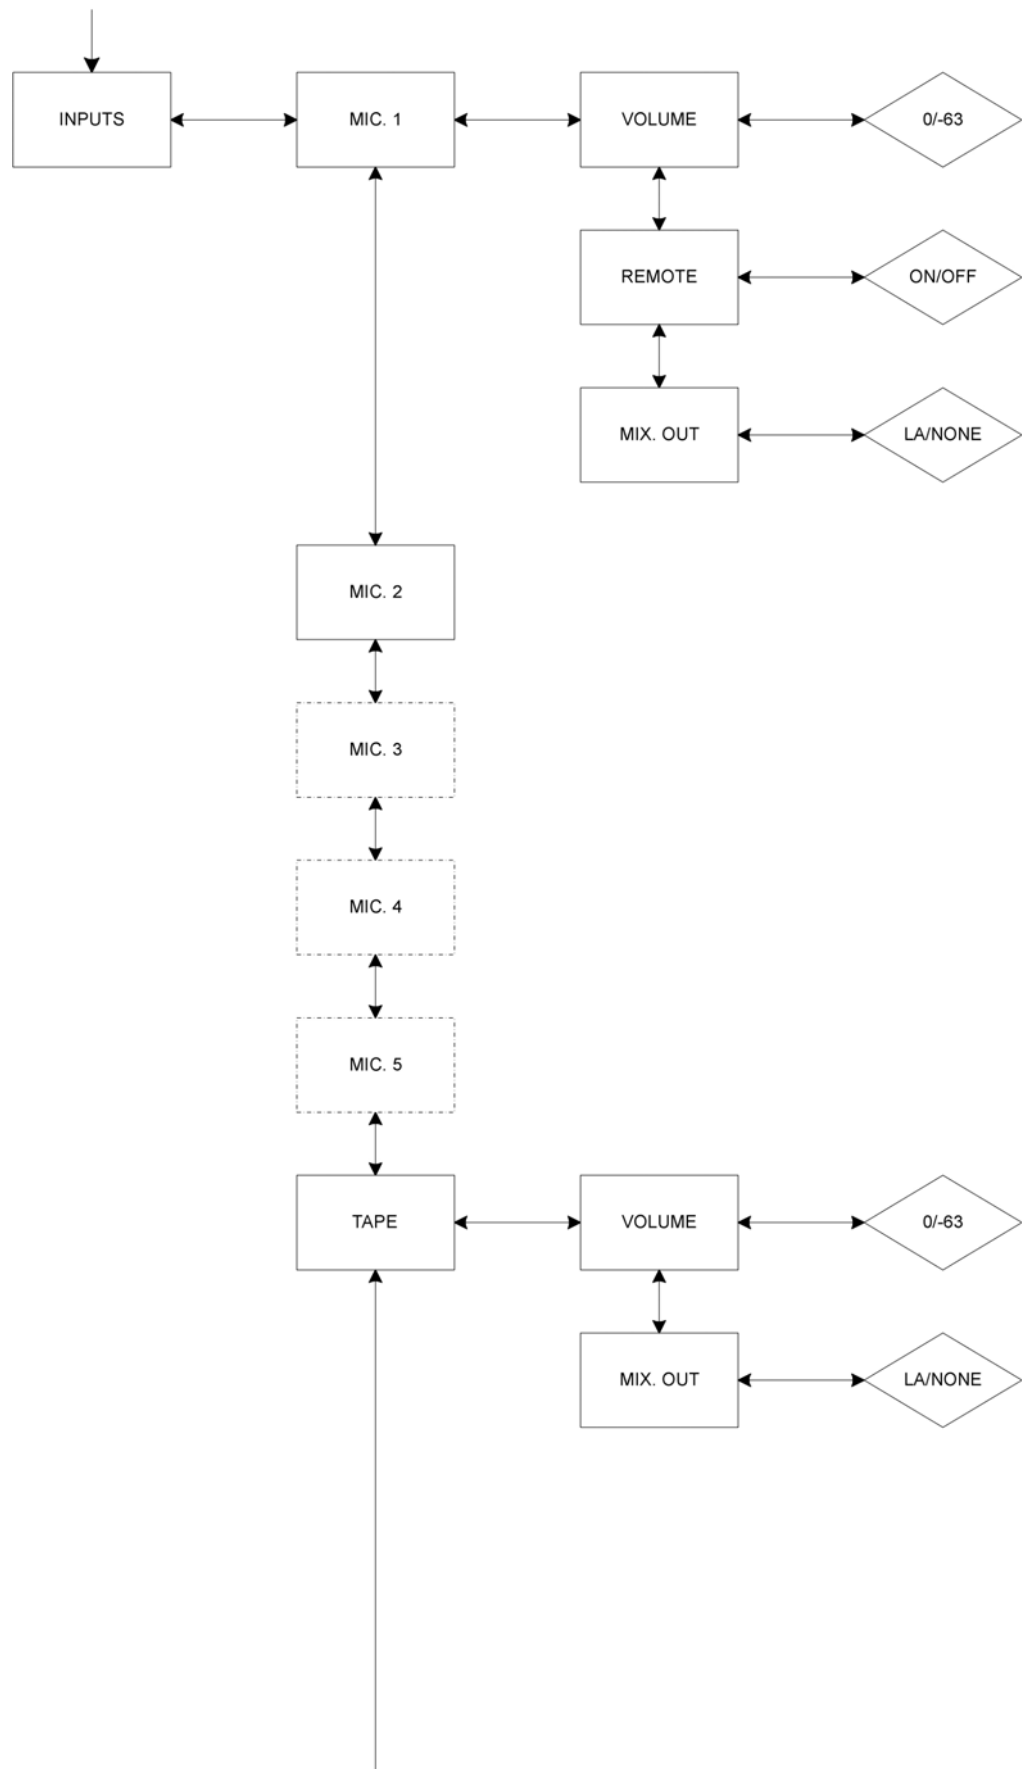 INPUTS
MIC. 1
VOLUME
0/-63
REMOTE
ON/OFF
MIX. OUT
LA/NONE
MIC. 2
MIC. 3
MIC. 4
MIC. 5
TAPE
VOLUME
0/-63
MIX. OUT
LA/NONE